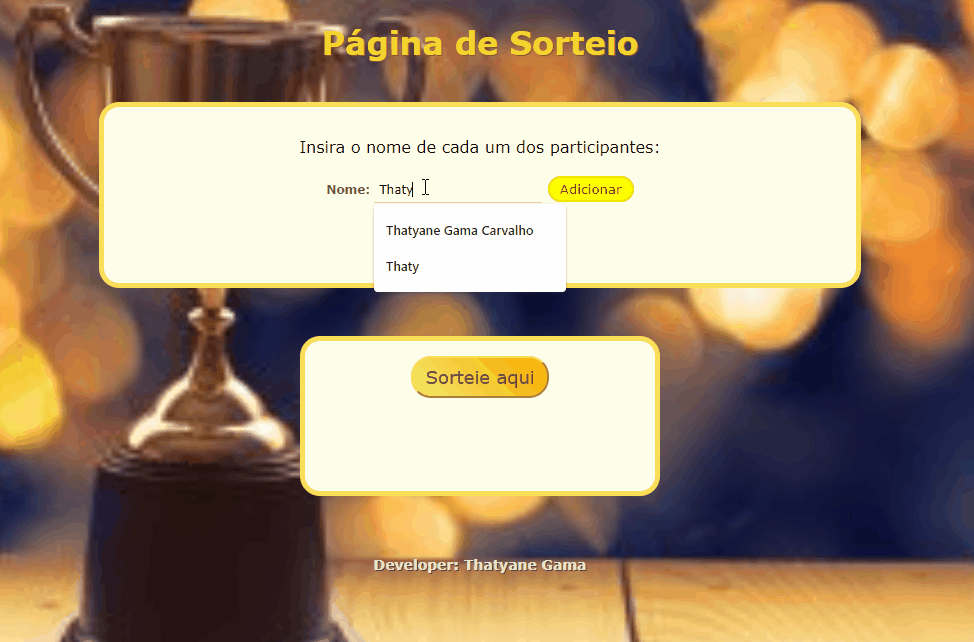 Página de Sorteio
Insira o nome de cada um dos participantes:
Nome: Thaty Adicionar
Thatyane Gama Carvalho
Thaty
Sorteie aqui
Developer: Thatyane Gama